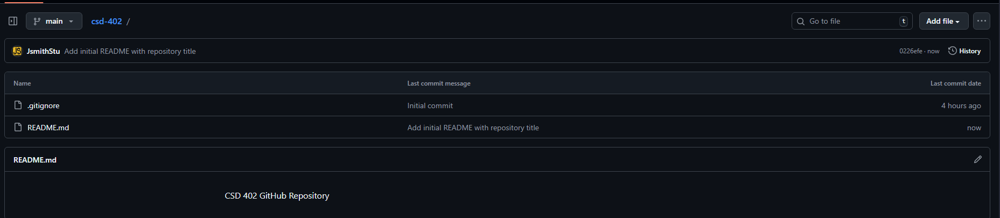 main csd-402 / Go to file t Add file ...
JS JsmithStu Add initial README with repository title 0226efe · now History
Name Last commit message Last commit date
.gitignore Initial commit 4 hours ago
README.md Add initial README with repository title now
README.md
CSD 402 GitHub Repository